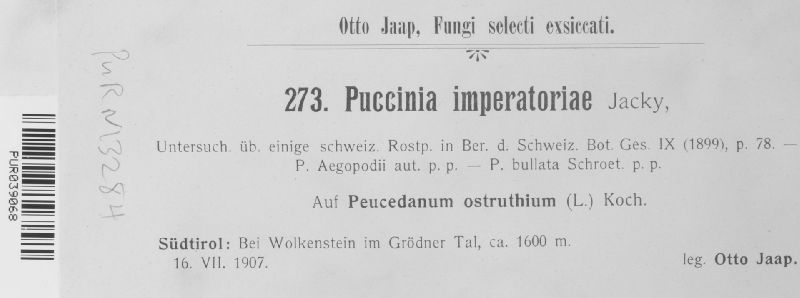 Otto Jaap, Fungi selecti exsiccati.
273. Puccinia imperatoriae Jacky,
Untersuch. üb. einige schweiz. Rostp. in Ber. d. Schweiz. Bot. Ges. IX (1899), p. 78. —
P. Aegopodii aut. p. p. — P. bullata Schroet. p. p.
Auf Peucedanum ostruthium (L.) Koch.
Südtirol: Bei Wolkenstein im Grödner Tal, ca. 1600 m.
16. VII. 1907.
leg. Otto Jaap.
PUR N13284
PUR039068